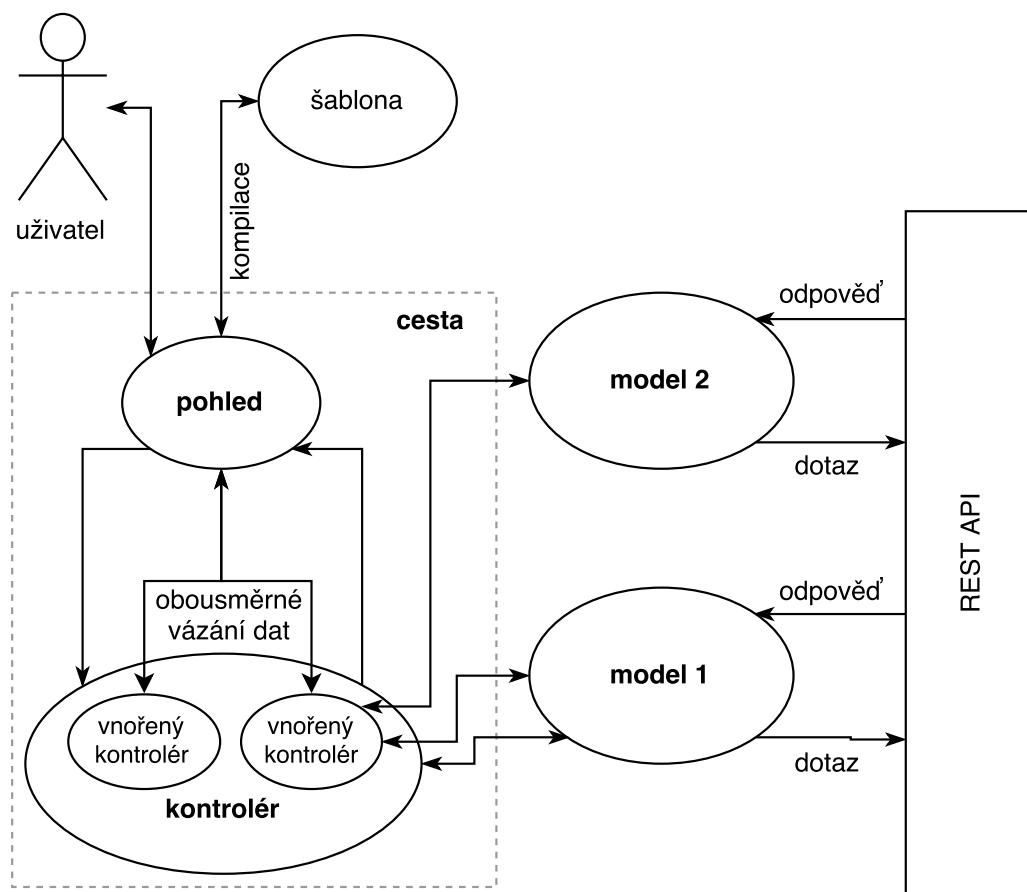 šablona
uživatel
kompilace
cesta
pohled
obousměrné
vázání dat
vnořený
kontrolér
vnořený
kontrolér
kontrolér
odpověď
model 2
dotaz
odpověď
model 1
dotaz
REST API